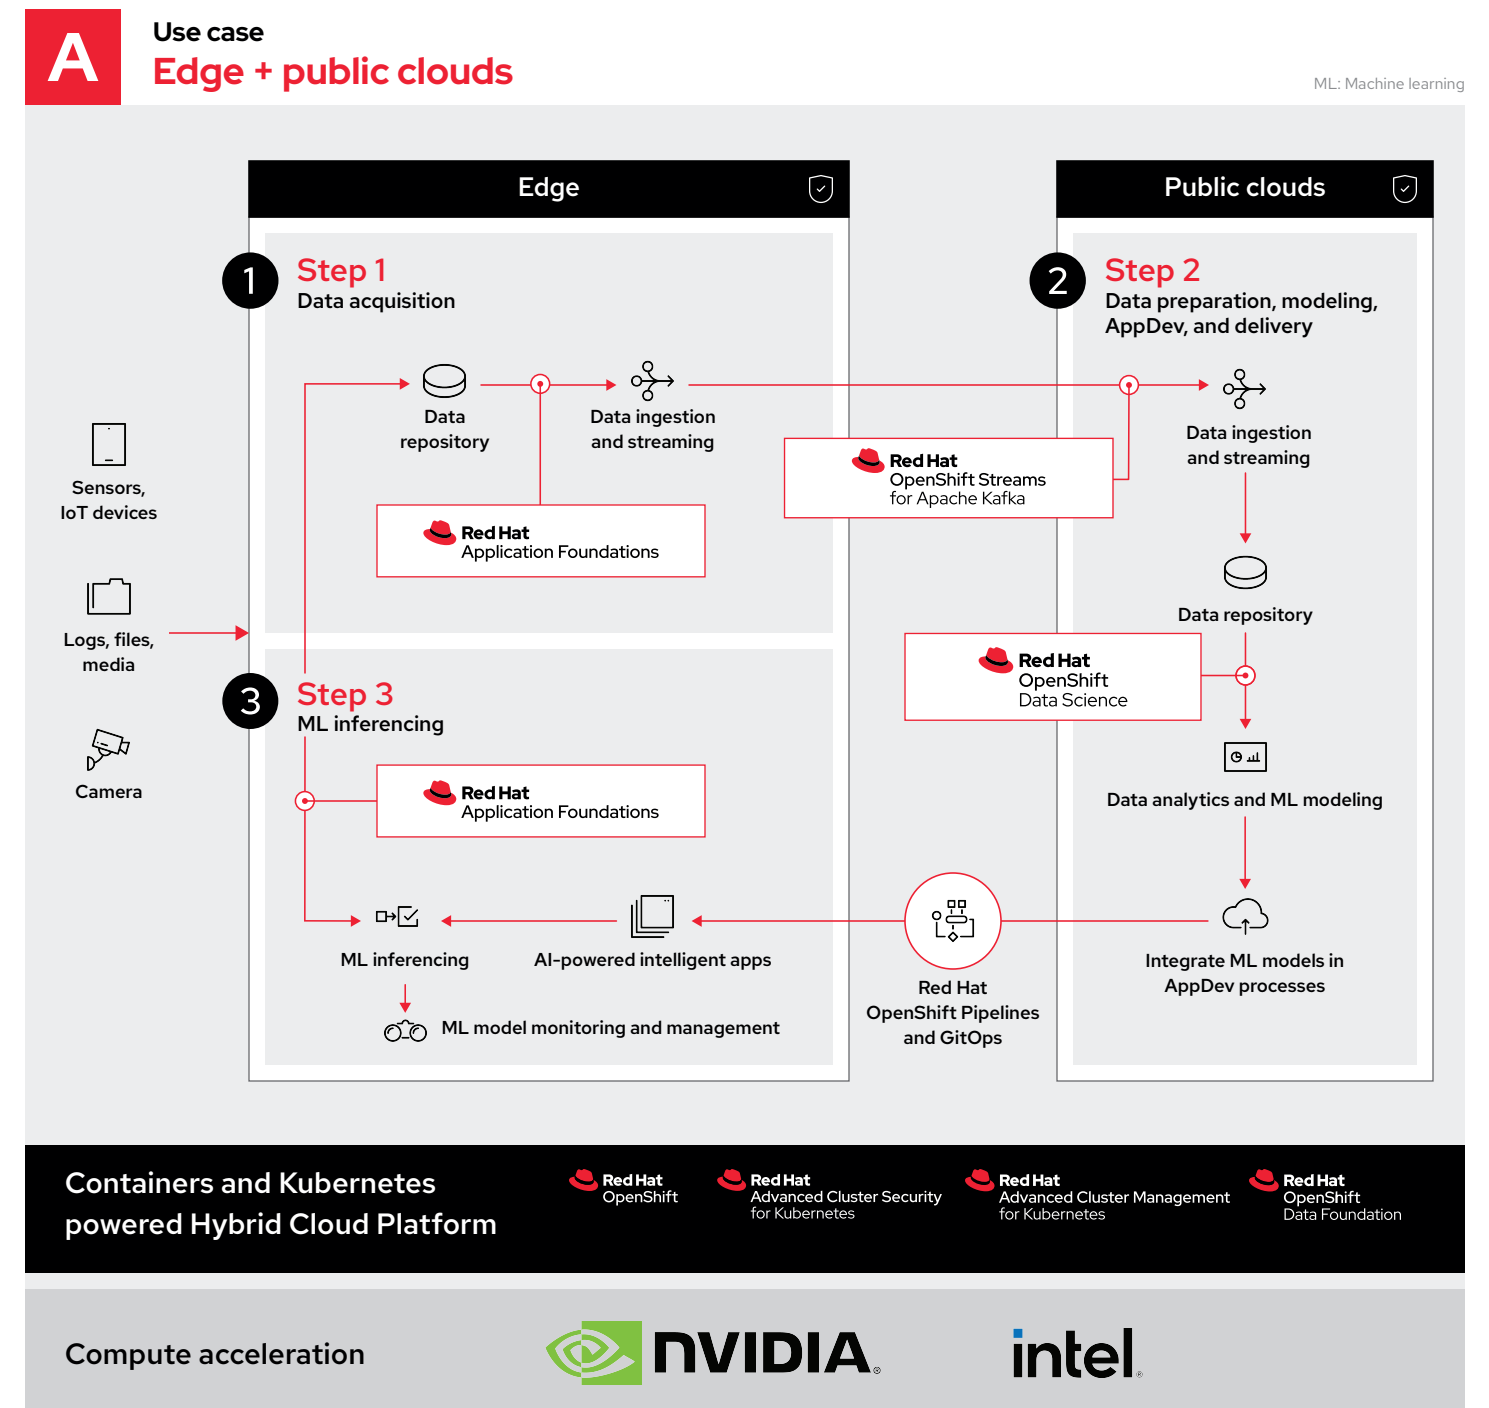 A
Use case
Edge + public clouds
ML: Machine learning
Edge
Public clouds
1
Step 1
Data acquisition
2
Step 2
Data preparation, modeling,
AppDev, and delivery
Data
repository
Data ingestion
and streaming
Data ingestion
and streaming
Sensors,
IoT devices
Red Hat
OpenShift Streams
for Apache Kafka
Red Hat
Application Foundations
Data repository
Logs, files,
media
Red Hat
OpenShift
Data Science
3
Step 3
ML inferencing
Camera
Red Hat
Application Foundations
Data analytics and ML modeling
ML inferencing
AI-powered intelligent apps
Integrate ML models in
AppDev processes
Red Hat
OpenShift Pipelines
and GitOps
ML model monitoring and management
Containers and Kubernetes
powered Hybrid Cloud Platform
Red Hat
OpenShift
Red Hat
Advanced Cluster Security
for Kubernetes
Red Hat
Advanced Cluster Management
for Kubernetes
Red Hat
OpenShift
Data Foundation
Compute acceleration
NVIDIA®
intel®